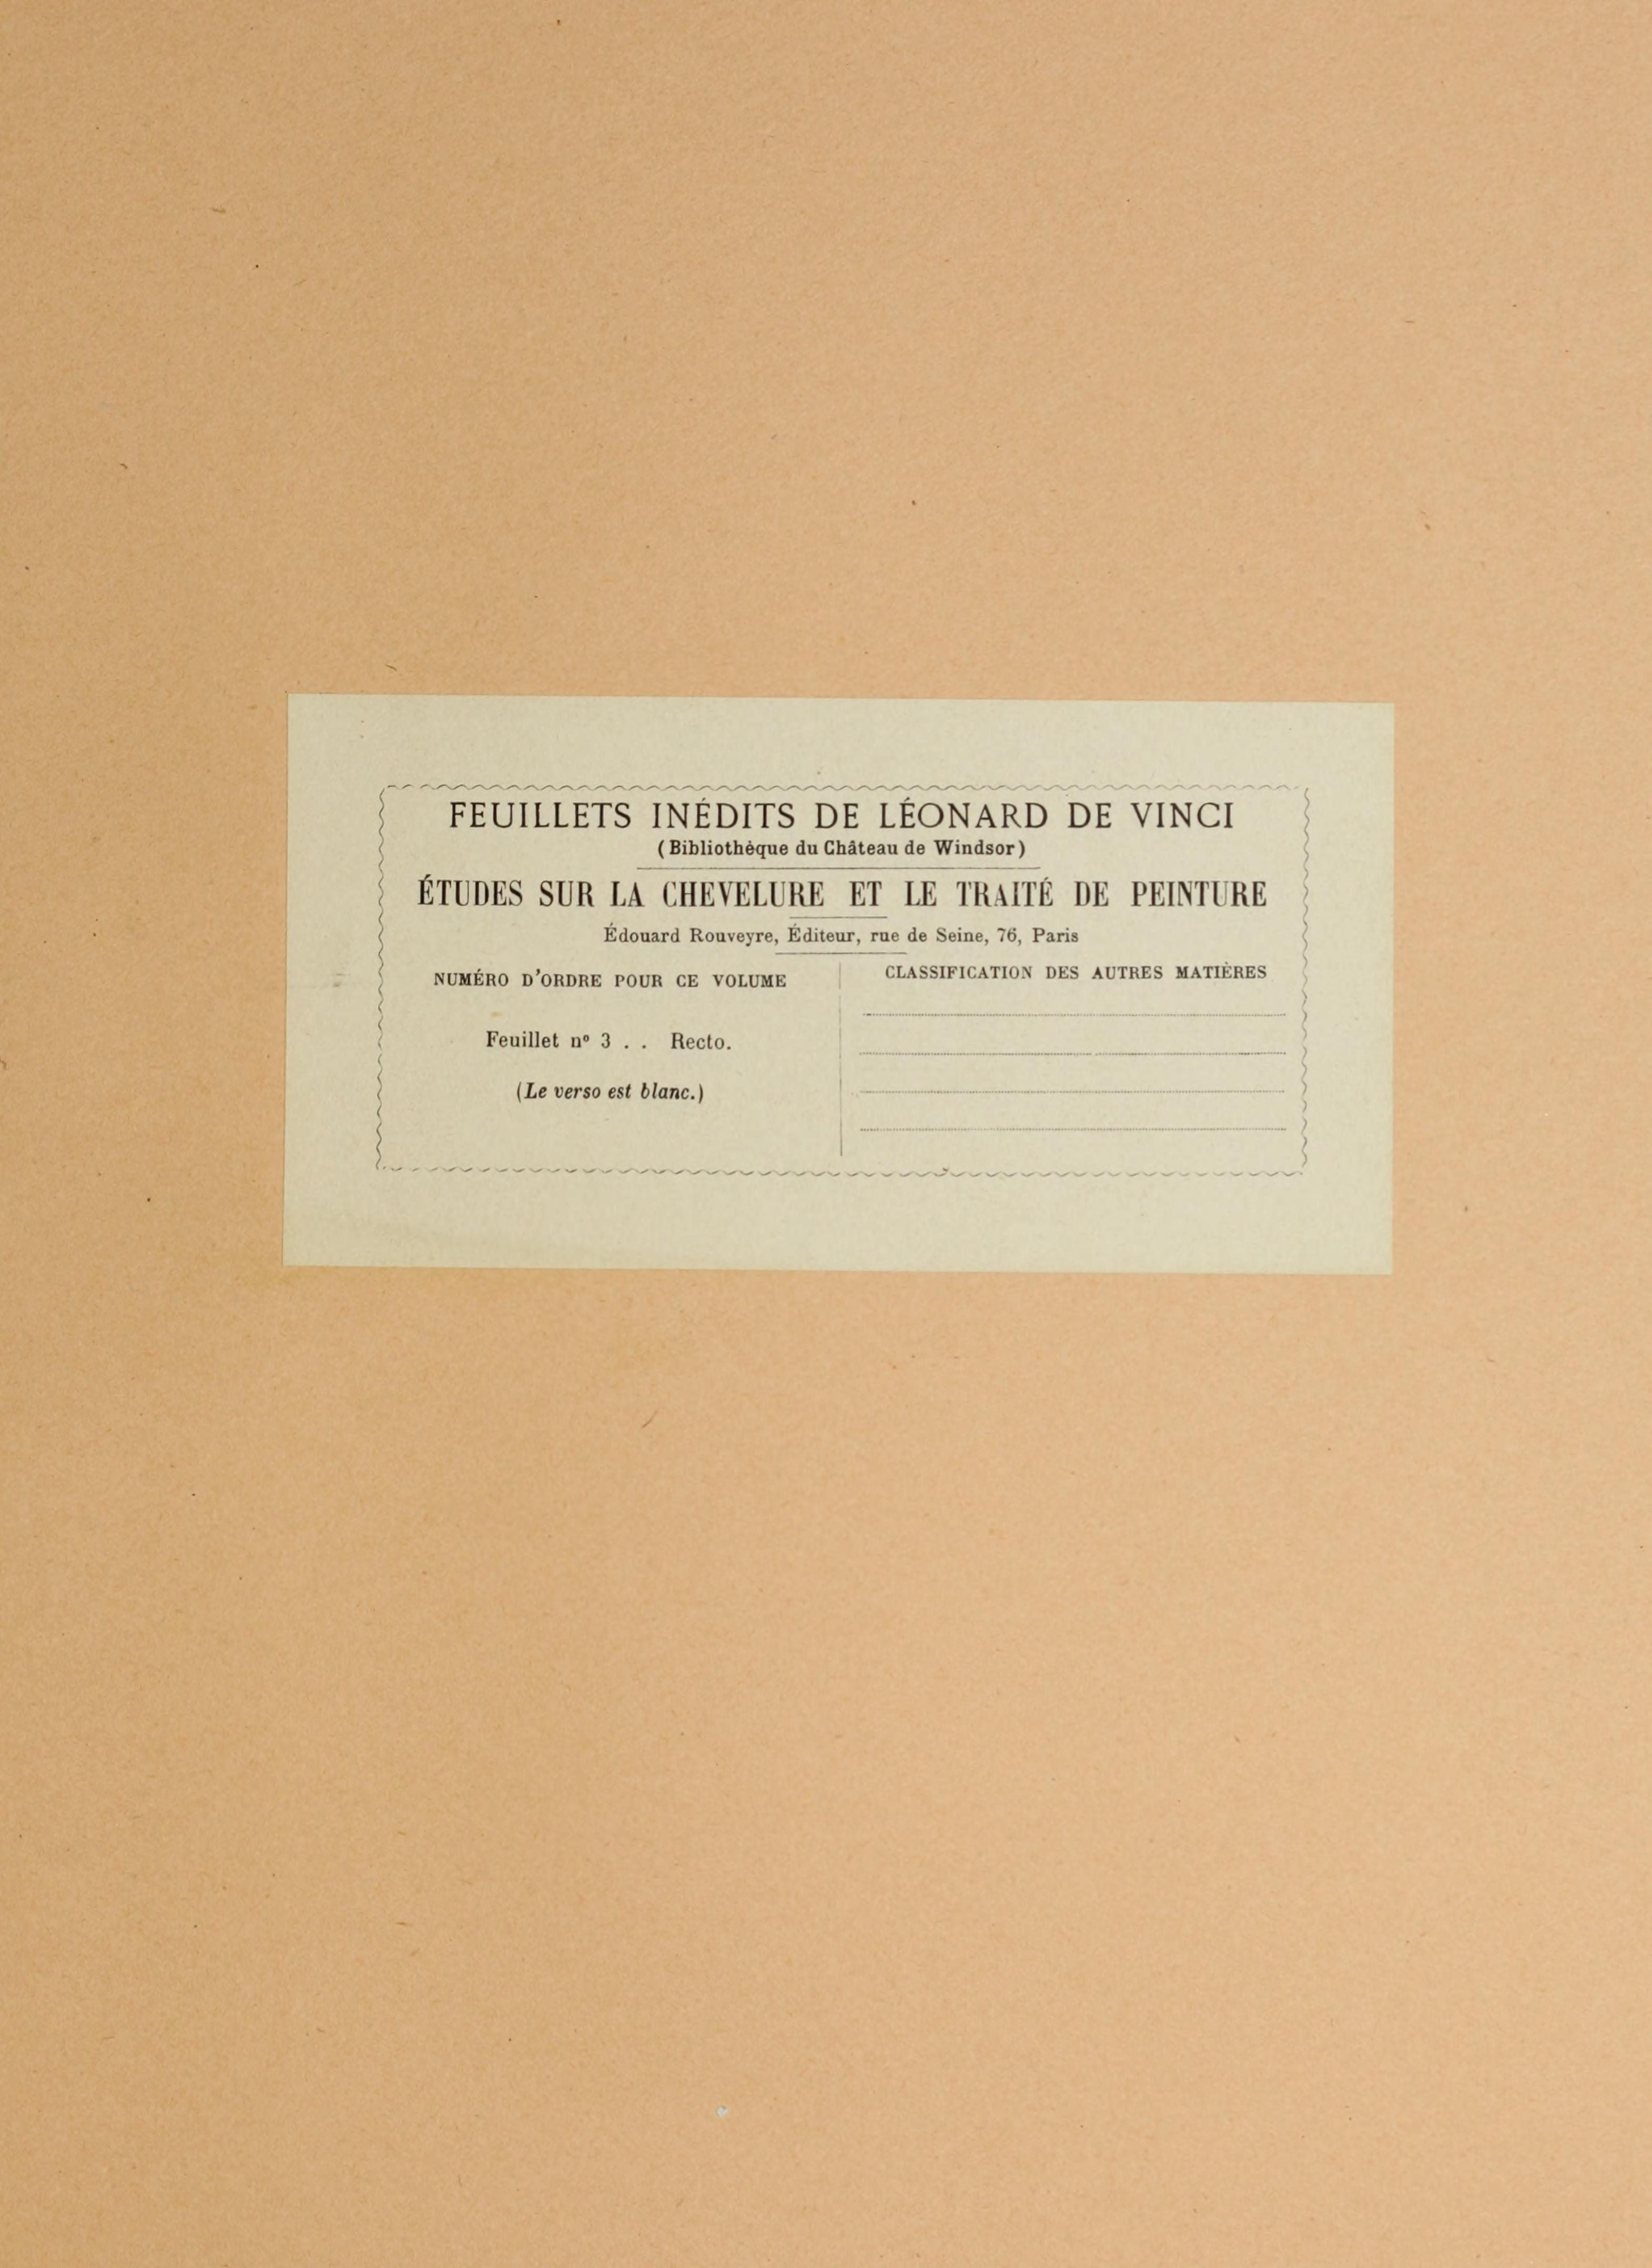 FEUILLETS INÉDITS DE LÉONARD DE VINCI
(Bibliothèque du Château de Windsor)
ÉTUDES SUR LA CHEVELURE ET LE TRAITÉ DE PEINTURE
Édouard Rouveyre, Éditeur, rue de Seine, 76, Paris
NUMÉRO D'ORDRE POUR CE VOLUME
Feuillet nº 3 . . Recto.
(Le verso est blanc.)
CLASSIFICATION DES AUTRES MATIÈRES